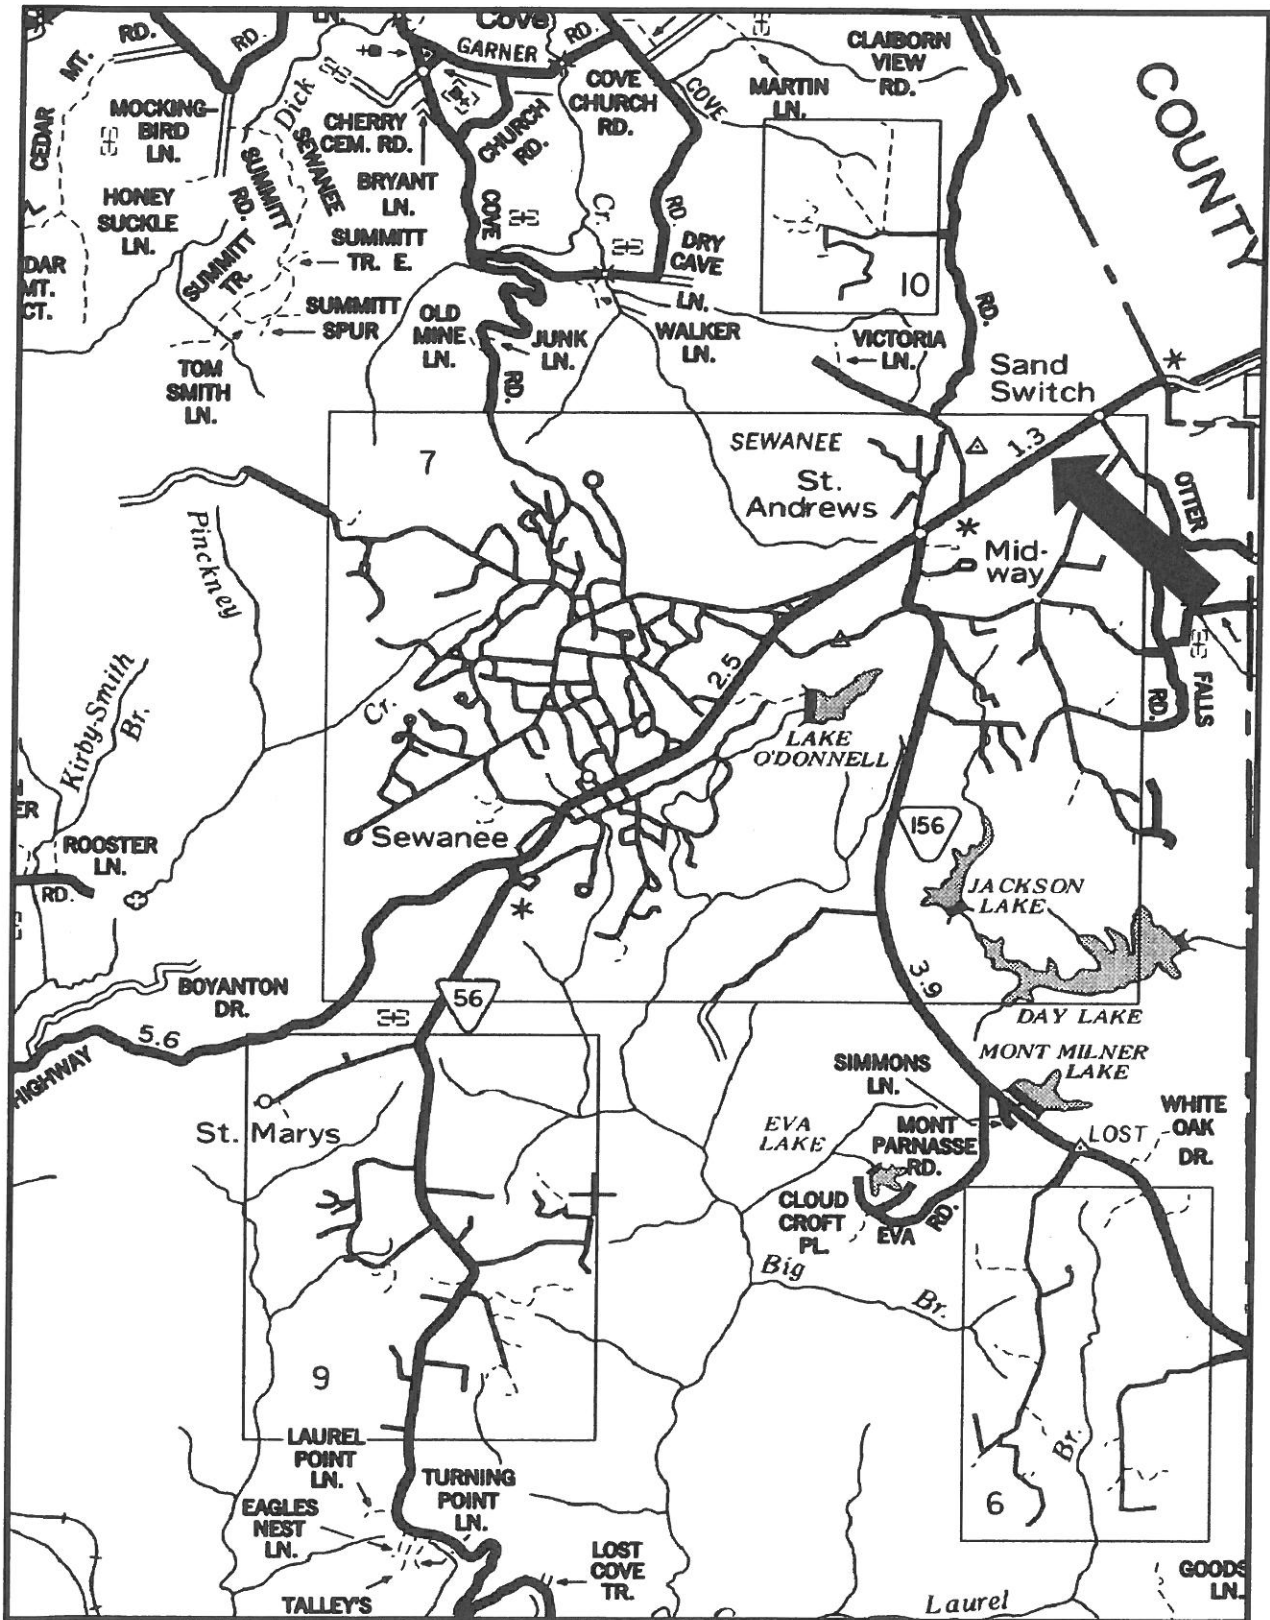 RD.
RD.
LN.
Cove
GARNER
RD.
CLAIBORN
VIEW
RD.
COUNTY
MT.
CEDAR
MOCKING-
BIRD
LN.
Dick
CHERRY
CEM. RD.
CHURCH
RD.
COVE
CHURCH
RD.
COVE
MARTIN
LN.
SEWANEE
SUMMITT
RD.
HONEY
SUCKLE
LN.
BRYANT
LN.
COVE
Cr.
RD.
DRY
CAVE
LN.
SUMMITT
TR. E.
SUMMITT
TR.
DAR
MT.
CT.
SUMMITT
SPUR
OLD
MINE
LN.
JUNK
LN.
WALKER
LN.
10
RD.
VICTORIA
LN.
TOM
SMITH
LN.
RD.
Sand
Switch
7
SEWANEE
St.
Andrews
1.3
OTTER
Mid-
way
Pinckney
Cr.
2.5
FALLS
RD.
Kirby-Smith
Br.
LAKE
O'DONNELL
ER
ROOSTER
LN.
RD.
Sewanee
156
JACKSON
LAKE
BOYANTON
DR.
56
3.9
DAY LAKE
5.6
HIGHWAY
MONT MILNER
LAKE
SIMMONS
LN.
St. Marys
EVA
LAKE
MONT
PARNASSE
RD.
LOST
WHITE
OAK
DR.
CLOUD
CROFT
PL.
EVA
RD.
Big
Br.
9
Br.
6
LAUREL
POINT
LN.
TURNING
POINT
LN.
EAGLES
NEST
LN.
LOST
COVE
TR.
TALLEY'S
Laurel
GOODS
LN.